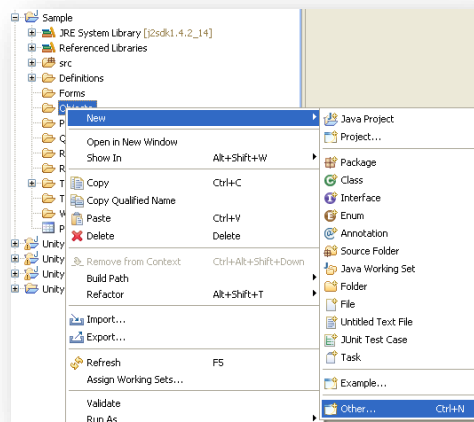 Sample
JRE System Library [j2sdk1.4.2_14]
Referenced Libraries
src
Definitions
Forms
New
Open in New Window
Show In Alt+Shift+W
Copy Ctrl+C
Copy Qualified Name
Paste Ctrl+V
Delete Delete
Remove from Context Ctrl+Alt+Shift+Down
Build Path
Refactor Alt+Shift+T
Import...
Export...
Refresh F5
Assign Working Sets...
Validate
Run As
Unity
Unity
Unity
Unity
Java Project
Project...
Package
Class
Interface
Enum
Annotation
Source Folder
Java Working Set
Folder
File
Untitled Text File
JUnit Test Case
Task
Example...
Other... Ctrl+N